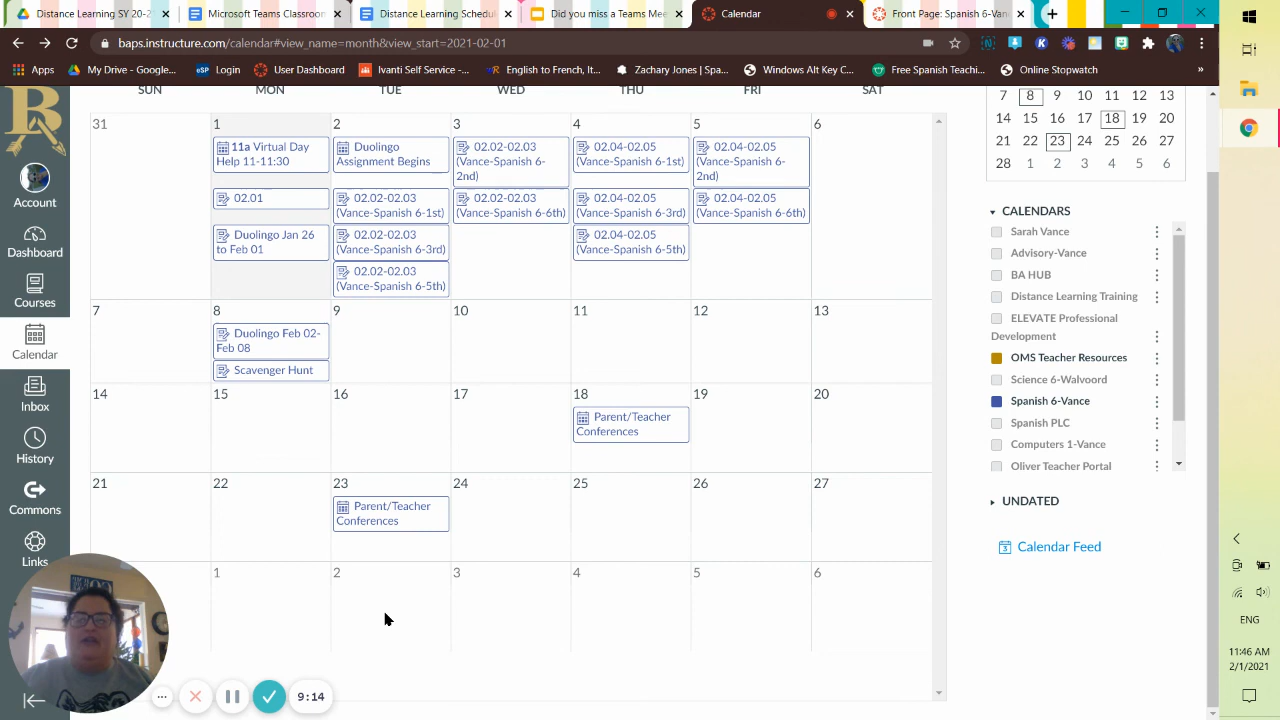 Distance Learning SY 20-2
Microsoft Teams Classroom
Distance Learning Schedul
Did you miss a Teams Mee
Calendar
Front Page: Spanish 6-Van
baps.instructure.com/calendar#view_name=month&view_start=2021-02-01
Apps
My Drive - Google...
eSP Login
User Dashboard
Ivanti Self Service -...
English to French, It...
Zachary Jones | Spa...
Windows Alt Key C...
Free Spanish Teachi...
Online Stopwatch
»
B
Account
Dashboard
Courses
Calendar
Inbox
History
Commons
Links
SUN MON TUE WED THU FRI SAT
31 1 2 3 4 5 6
11a Virtual Day
Help 11-11:30
02.01
Duolingo Jan 26
to Feb 01
Duolingo
Assignment Begins
02.02-02.03
(Vance-Spanish 6-1st)
02.02-02.03
(Vance-Spanish 6-3rd)
02.02-02.03
(Vance-Spanish 6-5th)
02.02-02.03
(Vance-Spanish 6-
2nd)
02.02-02.03
(Vance-Spanish 6-6th)
02.04-02.05
(Vance-Spanish 6-1st)
02.04-02.05
(Vance-Spanish 6-3rd)
02.04-02.05
(Vance-Spanish 6-5th)
02.04-02.05
(Vance-Spanish 6-
2nd)
02.04-02.05
(Vance-Spanish 6-6th)
7 8 9 10 11 12 13
Duolingo Feb 02-
Feb 08
Scavenger Hunt
14 15 16 17 18 19 20
Parent/Teacher
Conferences
21 22 23 24 25 26 27
Parent/Teacher
Conferences
1 2 3 4 5 6
9:14
7 8 9 10 11 12 13
14 15 16 17 18 19 20
21 22 23 24 25 26 27
28 1 2 3 4 5 6
CALENDARS
Sarah Vance
Advisory-Vance
BA HUB
Distance Learning Training
ELEVATE Professional
Development
OMS Teacher Resources
Science 6-Walvoord
Spanish 6-Vance
Spanish PLC
Computers 1-Vance
Oliver Teacher Portal
UNDATED
3 Calendar Feed
ENG
11:46 AM
2/1/2021